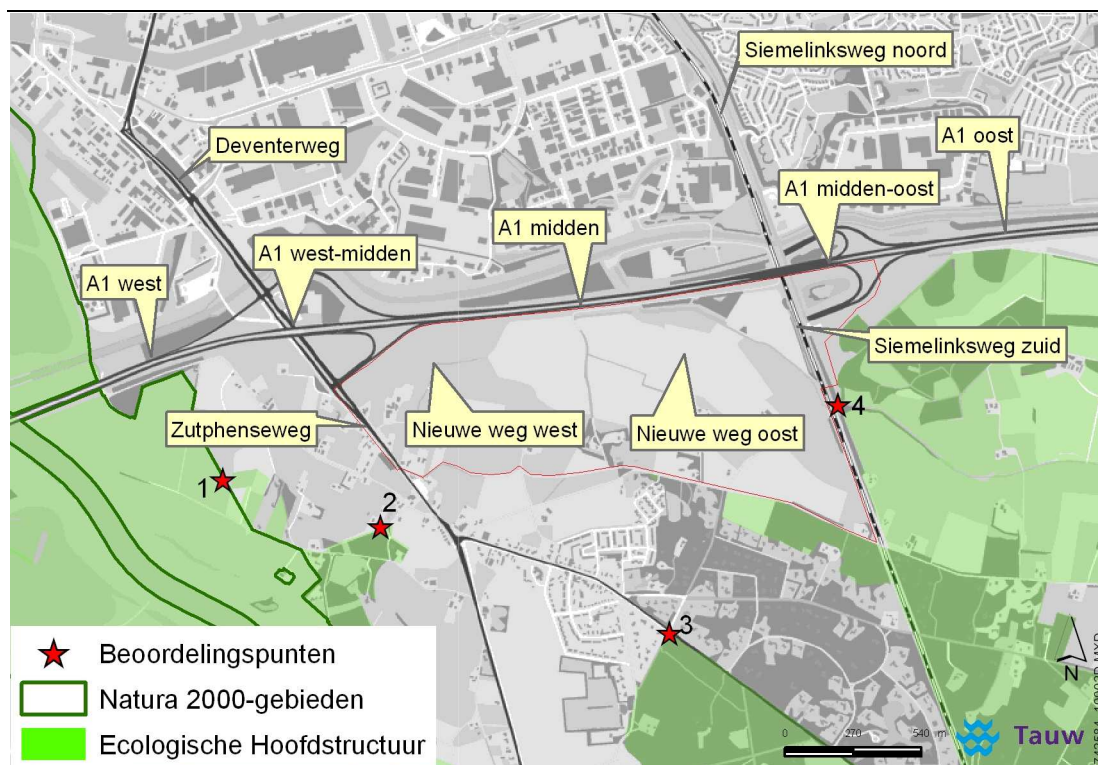 Siemelinksweg noord
Deventerweg
A1 oost
A1 midden-oost
A1 midden
A1 west-midden
A1 west
Siemelinksweg zuid
Zutphenseweg
Nieuwe weg west
Nieuwe weg oost
4
1
2
3
Beoordelingspunten
Natura 2000-gebieden
Ecologische Hoofdstructuur
N
0 270 540 m
Tauw